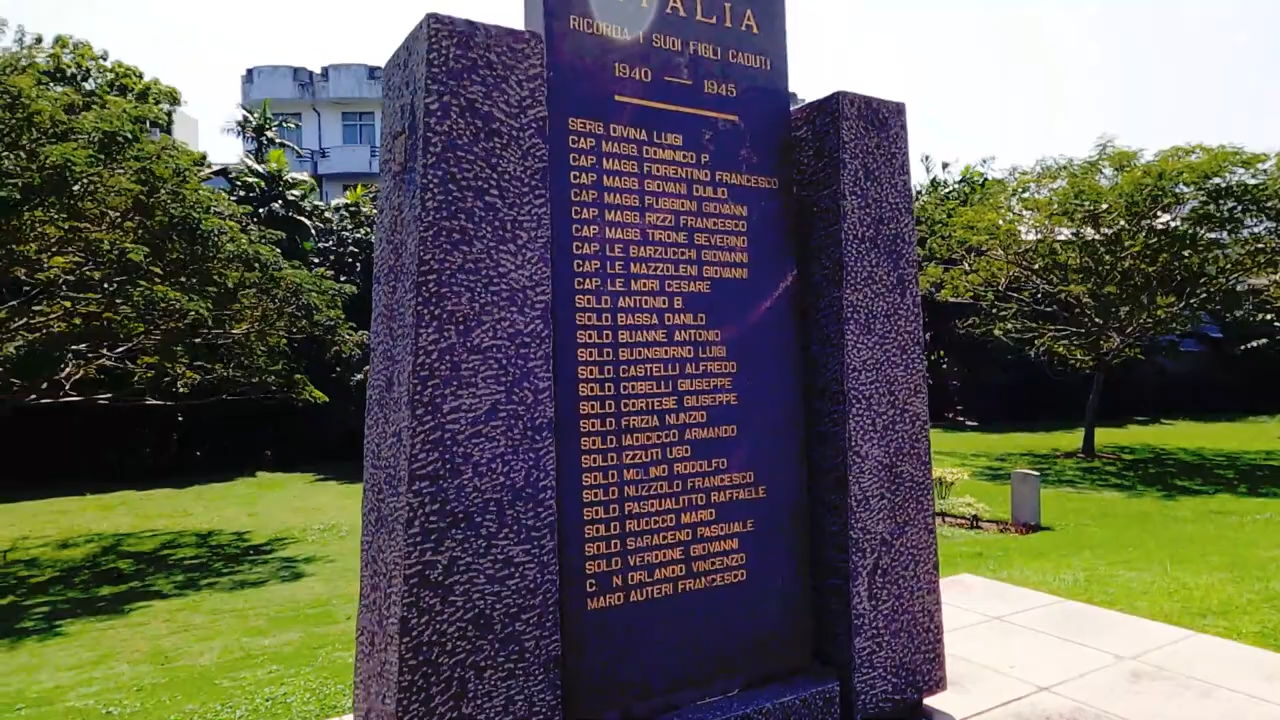 ITALIA
RICORDA I SUOI FIGLI CADUTI
1940 — 1945
SERG. DIVINA LUIGI
CAP. MAGG. DOMINICO P.
CAP. MAGG. FIORENTINO FRANCESCO
CAP. MAGG. GIOVANI DUILIO
CAP. MAGG. PUGGIONI GIOVANNI
CAP. MAGG. RIZZI FRANCESCO
CAP. MAGG. TIRONE SEVERINO
CAP. LE. BARZUCCHI GIOVANNI
CAP. LE. MAZZOLENI GIOVANNI
CAP. LE. MORI CESARE
SOLD. ANTONIO B.
SOLD. BASSA DANILO
SOLD. BUANNE ANTONIO
SOLD. BUONGIORNO LUIGI
SOLD. CASTELLI ALFREDO
SOLD. COBELLI GIUSEPPE
SOLD. CORTESE GIUSEPPE
SOLD. FRIZIA NUNZIO
SOLD. IADICICCO ARMANDO
SOLD. IZZUTI UGO
SOLD. MOLINO RODOLFO
SOLD. NUZZOLO FRANCESCO
SOLD. PASQUALITTO RAFFAELE
SOLD. RUOCCO MARIO
SOLD. SARACENO PASQUALE
SOLD. VERDONE GIOVANNI
C. N. ORLANDO VINCENZO
MARO' AUTERI FRANCESCO